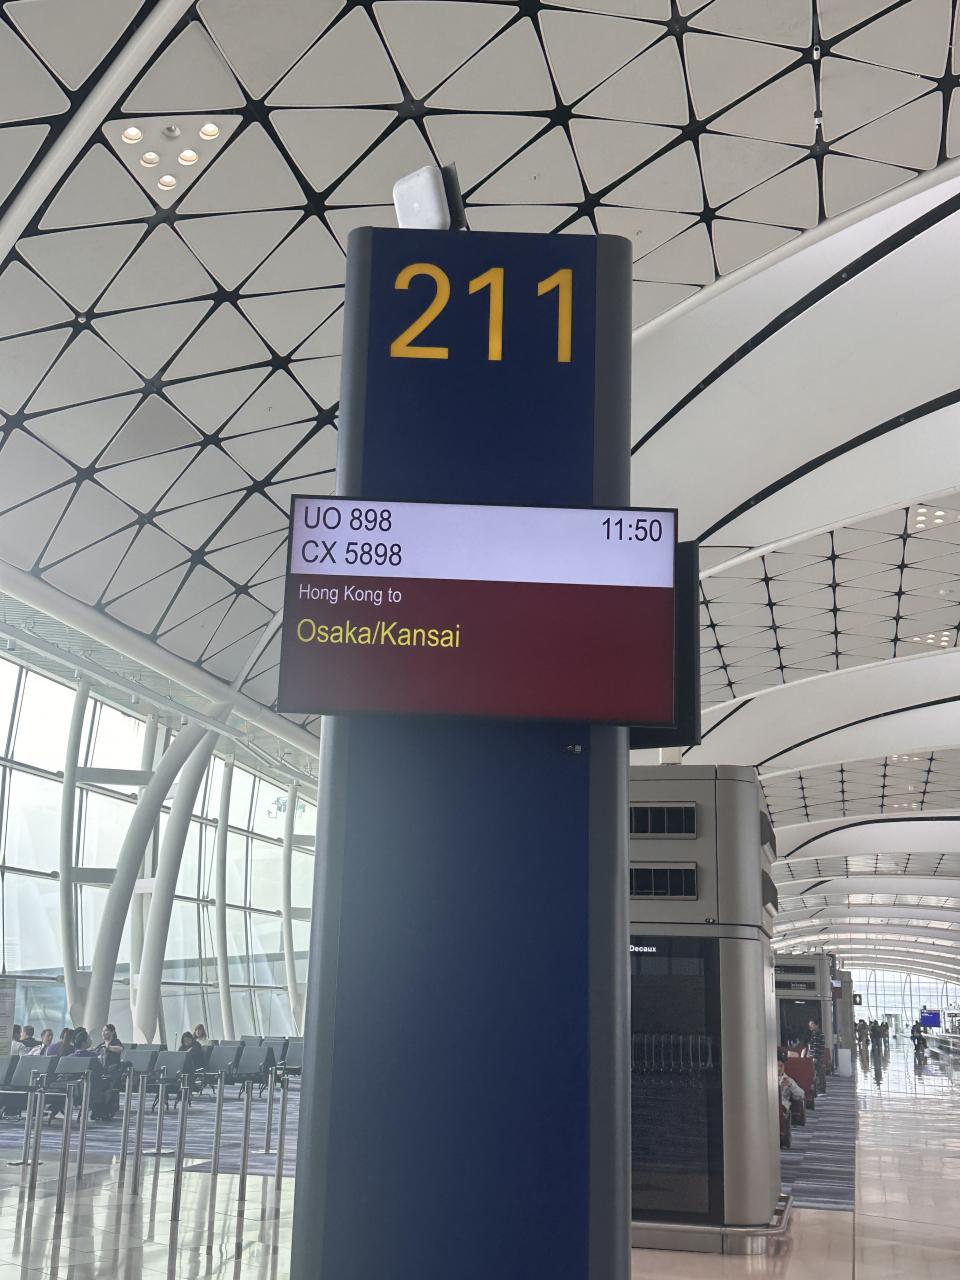 211
UO 898 11:50
CX 5898
Hong Kong to
Osaka/Kansai
Decaux